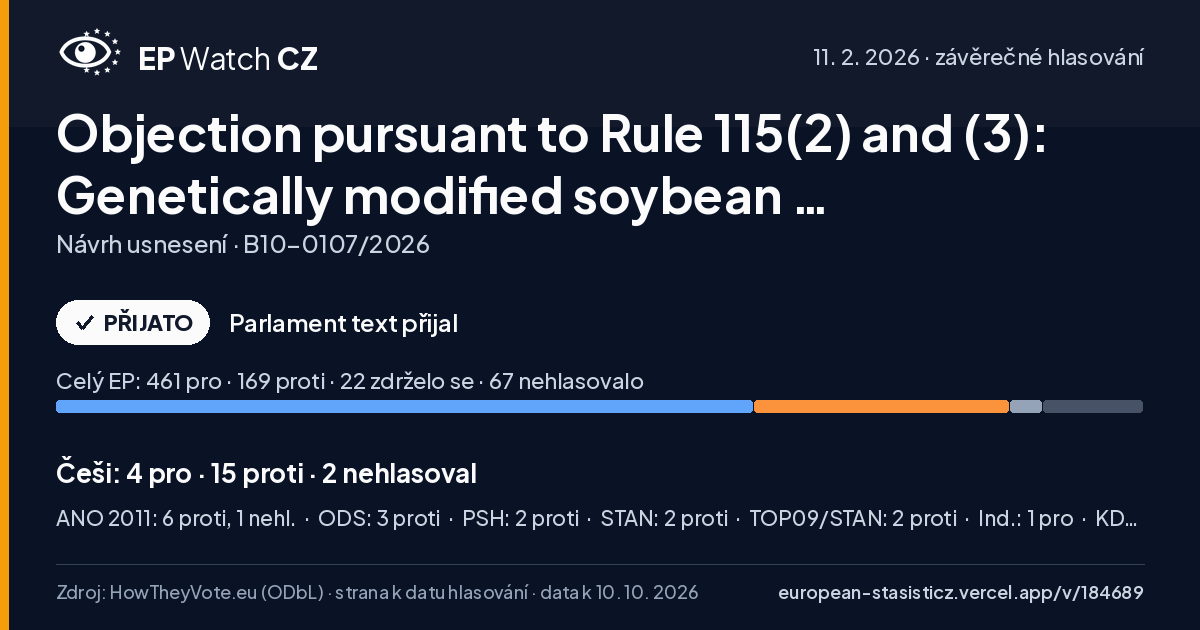 EP Watch CZ
11. 2. 2026 · závěrečné hlasování
Objection pursuant to Rule 115(2) and (3):
Genetically modified soybean …
Návrh usnesení · B10-0107/2026
✓ PŘIJATO
Parlament text přijal
Celý EP: 461 pro · 169 proti · 22 zdrželo se · 67 nehlasovalo
Češi: 4 pro · 15 proti · 2 nehlasoval
ANO 2011: 6 proti, 1 nehl. · ODS: 3 proti · PSH: 2 proti · STAN: 2 proti · TOP09/STAN: 2 proti · Ind.: 1 pro · KD…
Zdroj: HowTheyVote.eu (ODbL) · strana k datu hlasování · data k 10. 10. 2026
european-stasisticz.vercel.app/v/184689